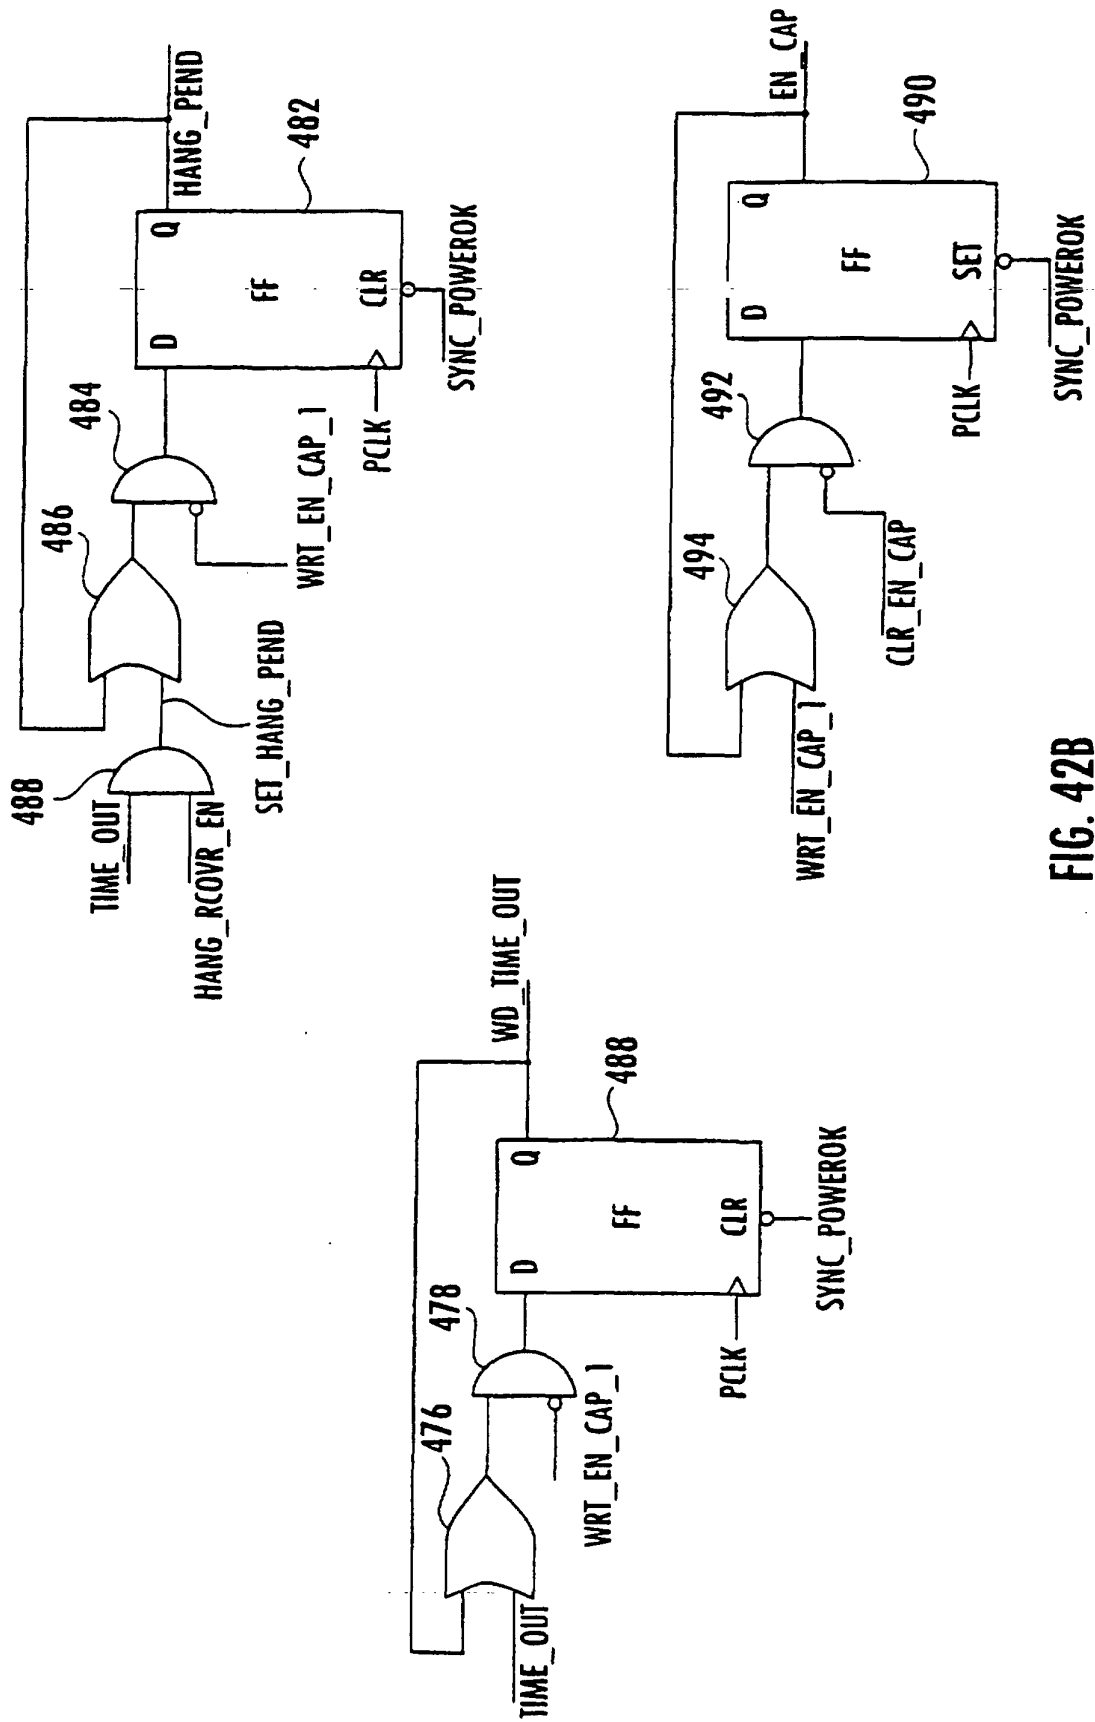 488
TIME_OUT
HANG_RCOVR_EN
SET_HANG_PEND
486
484
WRT_EN_CAP_1
D
Q
FF
CLR
PCLK
SYNC_POWEROK
482
HANG_PEND
TIME_OUT
476
478
WRT_EN_CAP_1
D
Q
FF
CLR
PCLK
SYNC_POWEROK
488
WD_TIME_OUT
WRT_EN_CAP_1
494
492
CLR_EN_CAP
D
Q
FF
SET
PCLK
SYNC_POWEROK
490
EN_CAP
FIG. 42B